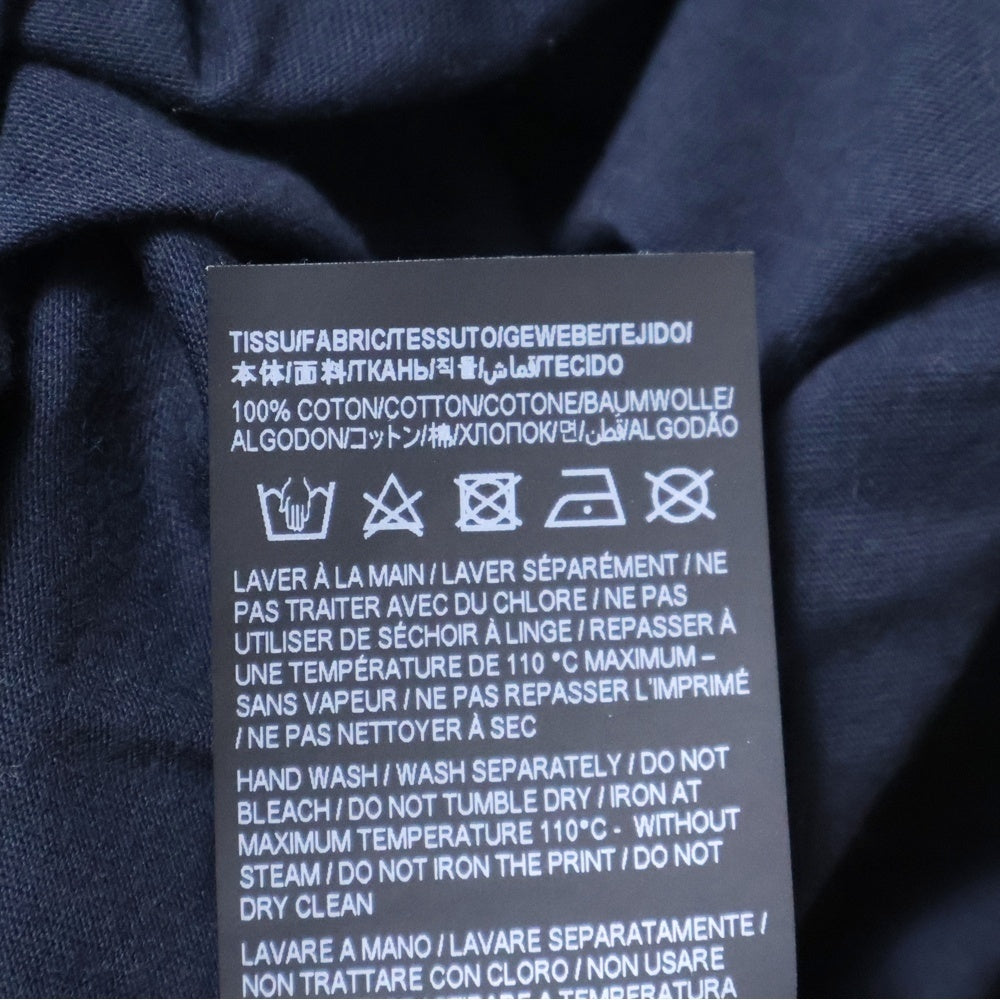 TISSU/FABRIC/TESSUTO/GEWEBE/TEJIDO/
本体/面料/ТКАНЬ/직물/قماش/TECIDO
100% COTON/COTTON/COTONE/BAUMWOLLE/
ALGODON/コットン/棉/ХЛОПОК/면/قطن/ALGODÃO
LAVER À LA MAIN / LAVER SÉPARÉMENT / NE
PAS TRAITER AVEC DU CHLORE / NE PAS
UTILISER DE SÉCHOIR À LINGE / REPASSER À
UNE TEMPÉRATURE DE 110 °C MAXIMUM –
SANS VAPEUR / NE PAS REPASSER L'IMPRIMÉ
/ NE PAS NETTOYER À SEC
HAND WASH / WASH SEPARATELY / DO NOT
BLEACH / DO NOT TUMBLE DRY / IRON AT
MAXIMUM TEMPERATURE 110°C - WITHOUT
STEAM / DO NOT IRON THE PRINT / DO NOT
DRY CLEAN
LAVARE A MANO / LAVARE SEPARATAMENTE /
NON TRATTARE CON CLORO / NON USARE
A TEMPERATURA